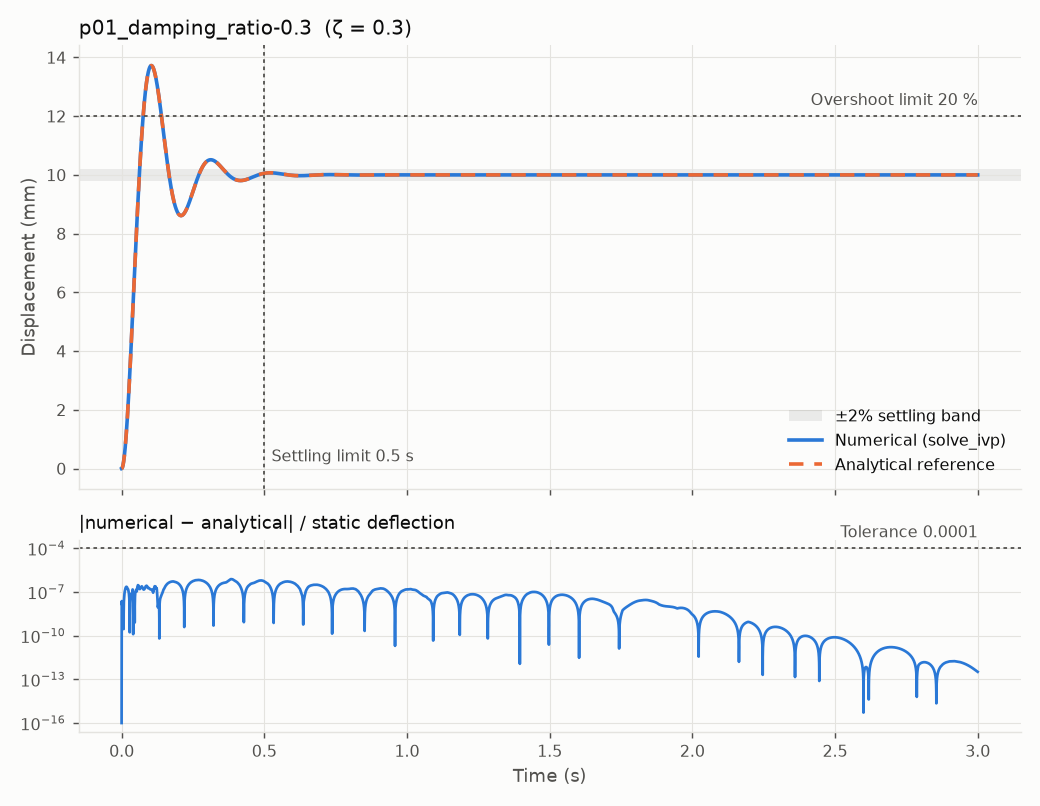 p01_damping_ratio-0.3  (ζ = 0.3)
14
12
10
8
6
4
2
0
Displacement (mm)
Overshoot limit 20 %
Settling limit 0.5 s
±2% settling band
Numerical (solve_ivp)
Analytical reference
|numerical − analytical| / static deflection
Tolerance 0.0001
10⁻⁴
10⁻⁷
10⁻¹⁰
10⁻¹³
10⁻¹⁶
0.0 0.5 1.0 1.5 2.0 2.5 3.0
Time (s)